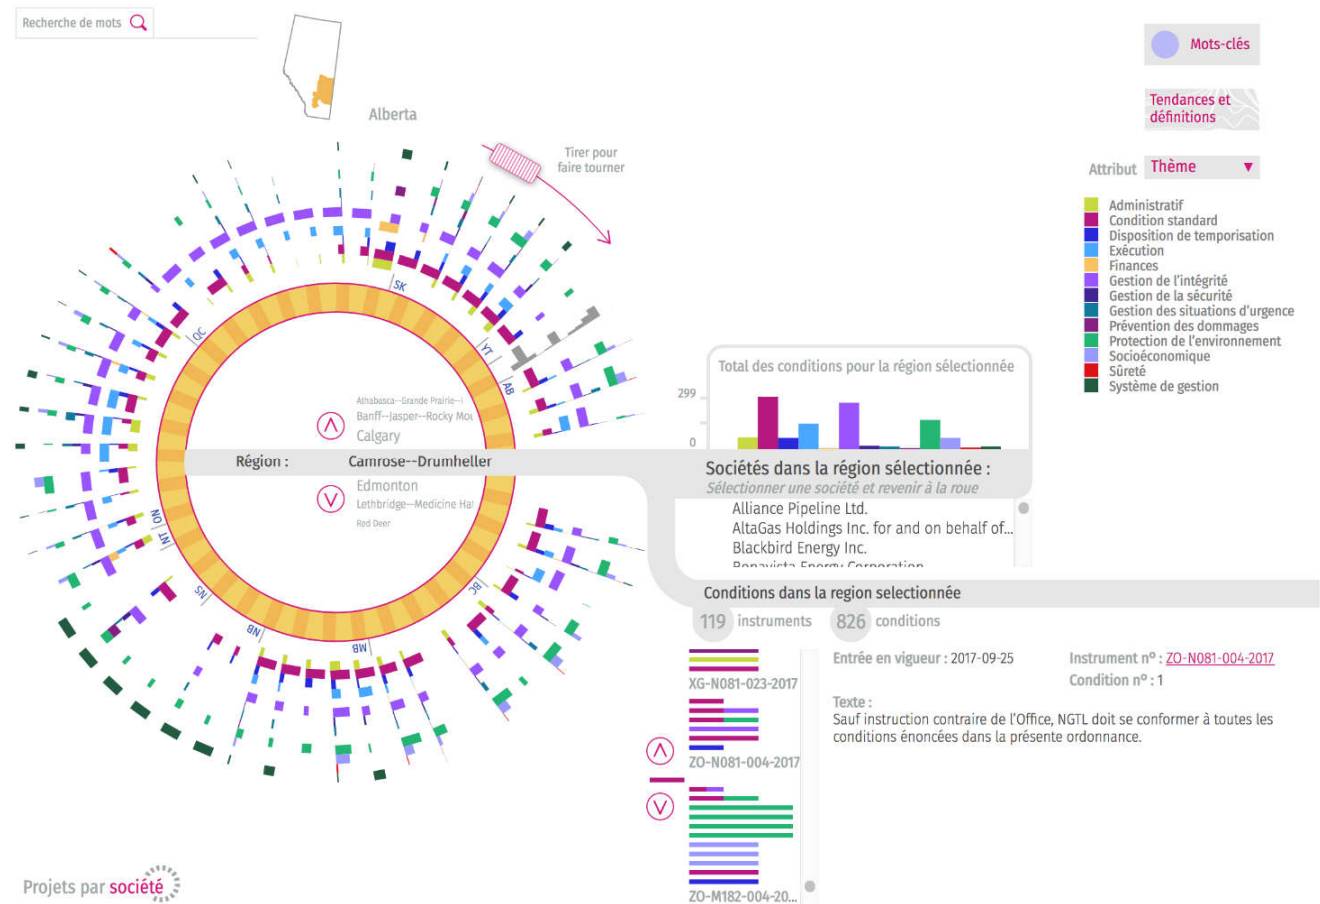 Recherche de mots
Mots-clés
Tendances et
définitions
Alberta
Tirer pour
faire tourner
Attribut Thème
Administratif
Condition standard
Disposition de temporisation
Exécution
Finances
Gestion de l'intégrité
Gestion de la sécurité
Gestion des situations d'urgence
Prévention des dommages
Protection de l'environnement
Socioéconomique
Sûreté
Système de gestion
SK
YT
AB
BC
MB
NB
NS
NT
ON
QC
Athabasca--Grande Prairie--
Banff--Jasper--Rocky Mou
Calgary
Région : Camrose--Drumheller
Edmonton
Lethbridge--Medicine Hat
Red Deer
Total des conditions pour la région sélectionnée
299
0
Sociétés dans la région sélectionnée :
Sélectionner une société et revenir à la roue
Alliance Pipeline Ltd.
AltaGas Holdings Inc. for and on behalf of...
Blackbird Energy Inc.
Bonavista Energy Corporation
Conditions dans la region selectionnée
119 instruments 826 conditions
XG-N081-023-2017
ZO-N081-004-2017
ZO-M182-004-20...
Entrée en vigueur : 2017-09-25
Instrument nº : ZO-N081-004-2017
Condition nº : 1
Texte :
Sauf instruction contraire de l'Office, NGTL doit se conformer à toutes les
conditions énoncées dans la présente ordonnance.
Projets par société